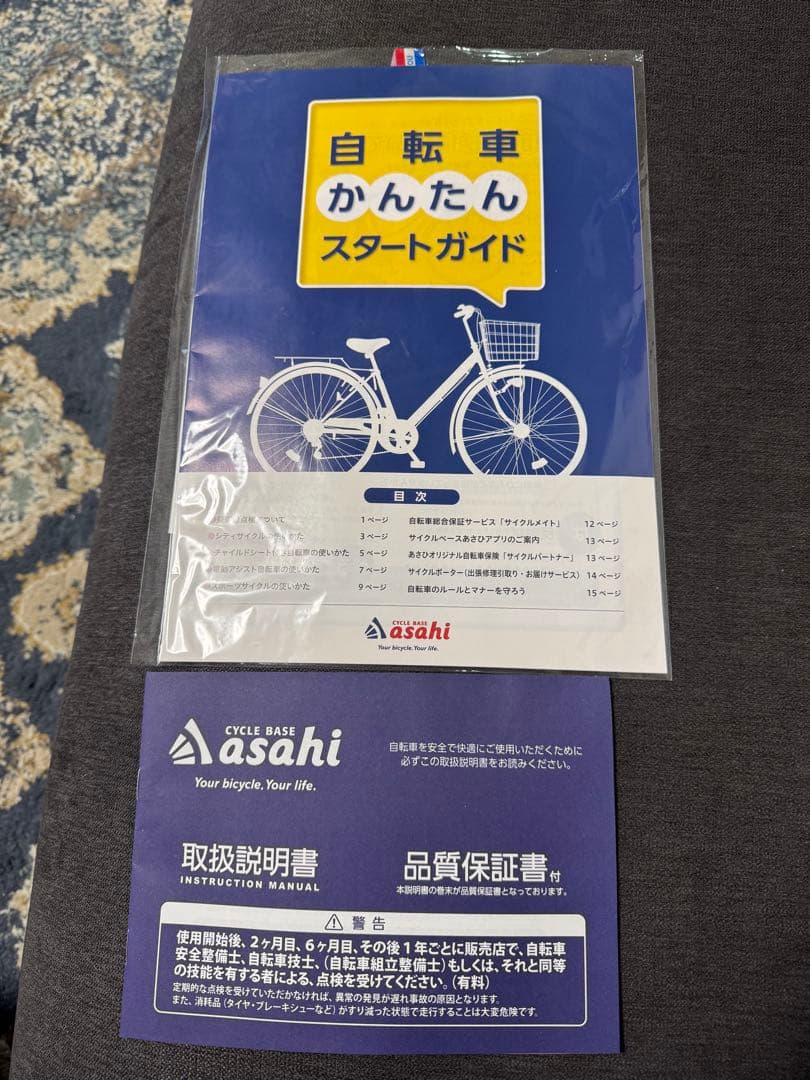 自転車
かんたん
スタートガイド
目次
点検について 1ページ
シティサイクルの使いかた 3ページ
チャイルドシート付き自転車の使いかた 5ページ
電動アシスト自転車の使いかた 7ページ
スポーツサイクルの使いかた 9ページ
自転車総合保証サービス「サイクルメイト」 12ページ
サイクルベースあさひアプリのご案内 13ページ
あさひオリジナル自転車保険「サイクルパートナー」 13ページ
サイクルポーター(出張修理引取り・お届けサービス) 14ページ
自転車のルールとマナーを守ろう 15ページ
CYCLE BASE
asahi
Your bicycle. Your life.
CYCLE BASE
asahi
Your bicycle. Your life.
自転車を安全で快適にご使用いただくために
必ずこの取扱説明書をお読みください。
取扱説明書
INSTRUCTION MANUAL
品質保証書付
本説明書の巻末が品質保証書となっております。
警告
使用開始後、2ヶ月目、6ヶ月目、その後1年ごとに販売店で、自転車
安全整備士、自転車技士、(自転車組立整備士)もしくは、それと同等
の技能を有する者による、点検を受けてください。(有料)
定期的な点検を受けていただかなければ、異常の発見が遅れ事故の原因となります。
また、消耗品(タイヤ・ブレーキシューなど)がすり減った状態で走行することは大変危険です。